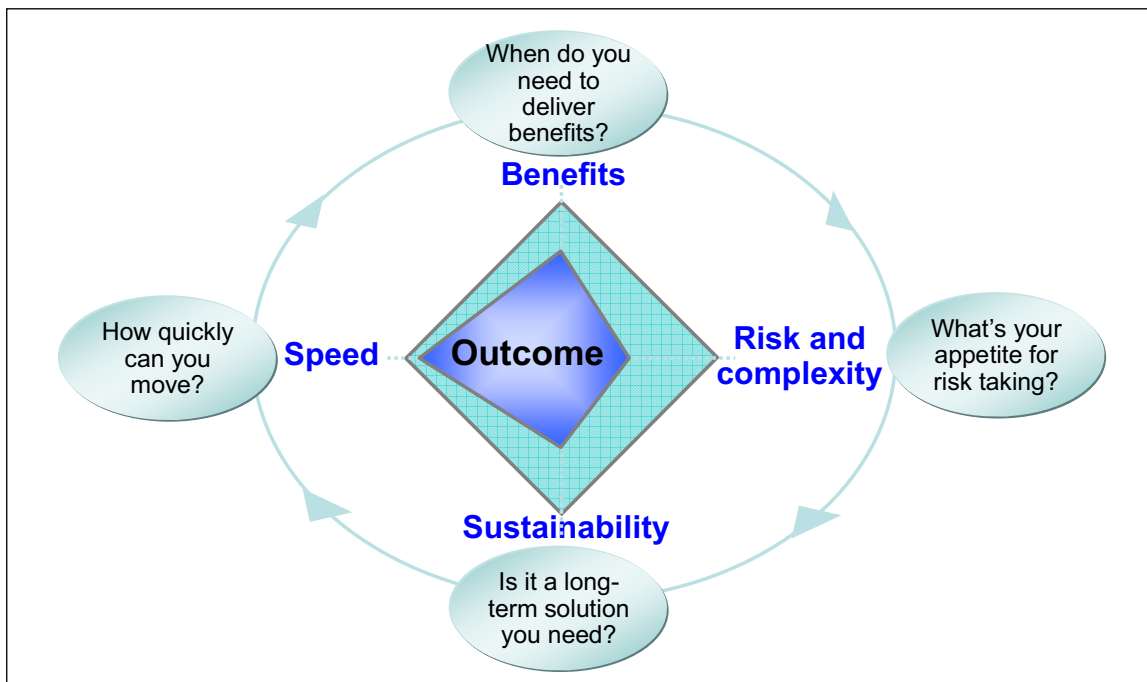 When do you
need to
deliver
benefits?
Benefits
How quickly
can you
move?
Speed
Outcome
Risk and
complexity
What's your
appetite for
risk taking?
Sustainability
Is it a long-
term solution
you need?